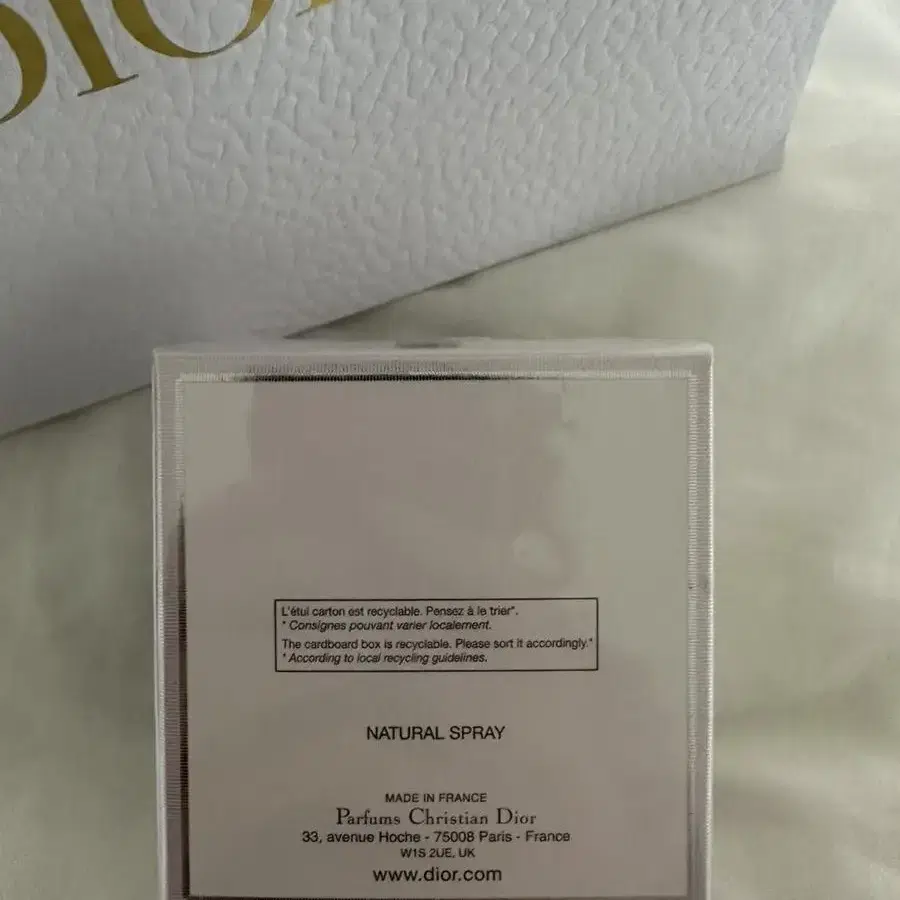 DIOR
L'étui carton est recyclable. Pensez à le trier*.
* Consignes pouvant varier localement.
The cardboard box is recyclable. Please sort it accordingly.*
* According to local recycling guidelines.
NATURAL SPRAY
MADE IN FRANCE
Parfums Christian Dior
33, avenue Hoche - 75008 Paris - France
W1S 2UE, UK
www.dior.com